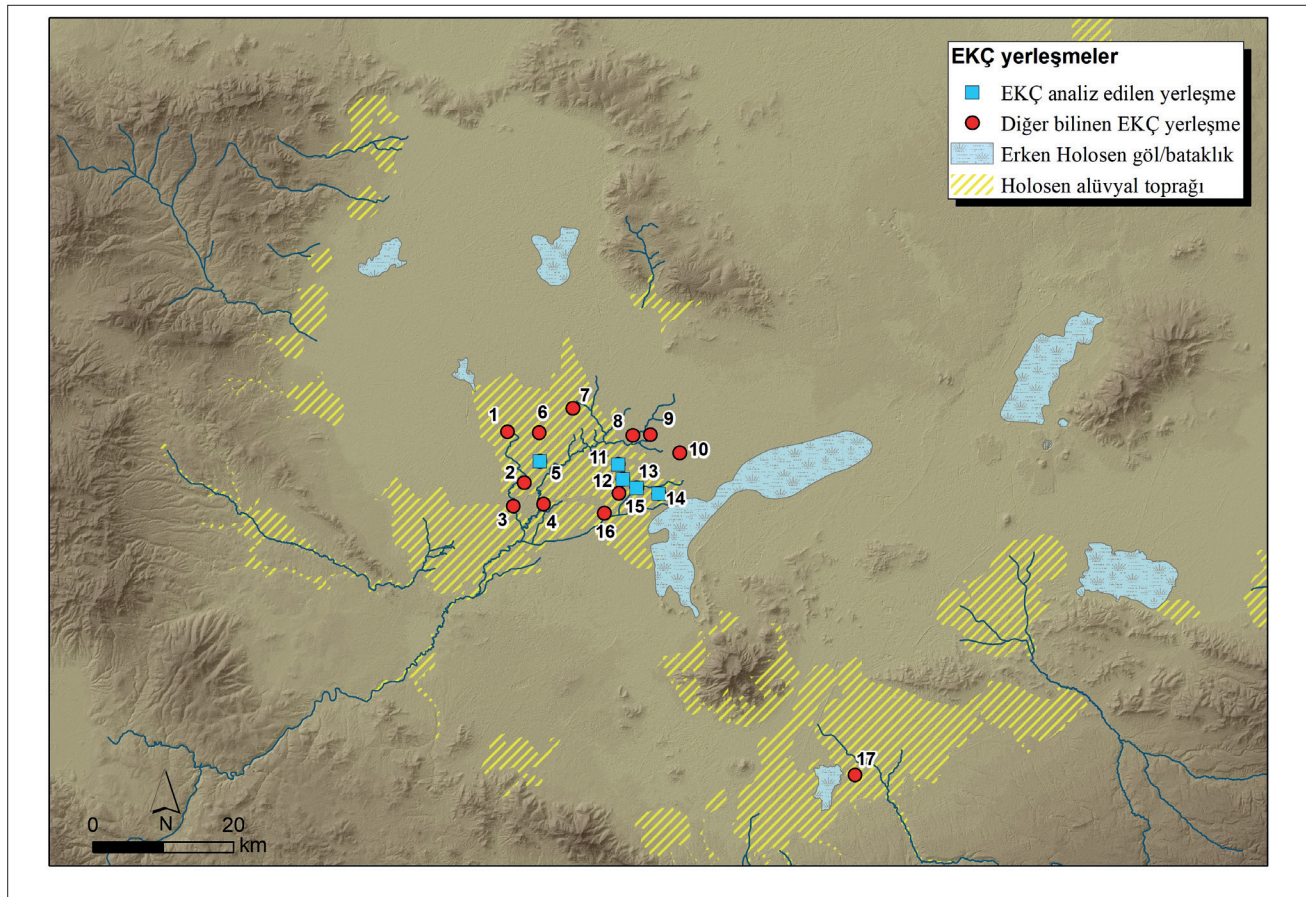 EKÇ yerleşmeler
EKÇ analiz edilen yerleşme
Diğer bilinen EKÇ yerleşme
Erken Holosen göl/bataklık
Holosen alüvyal toprağı
7
1
6
8
9
10
11
2
5
13
12
14
3
4
15
16
17
N
0 20
km